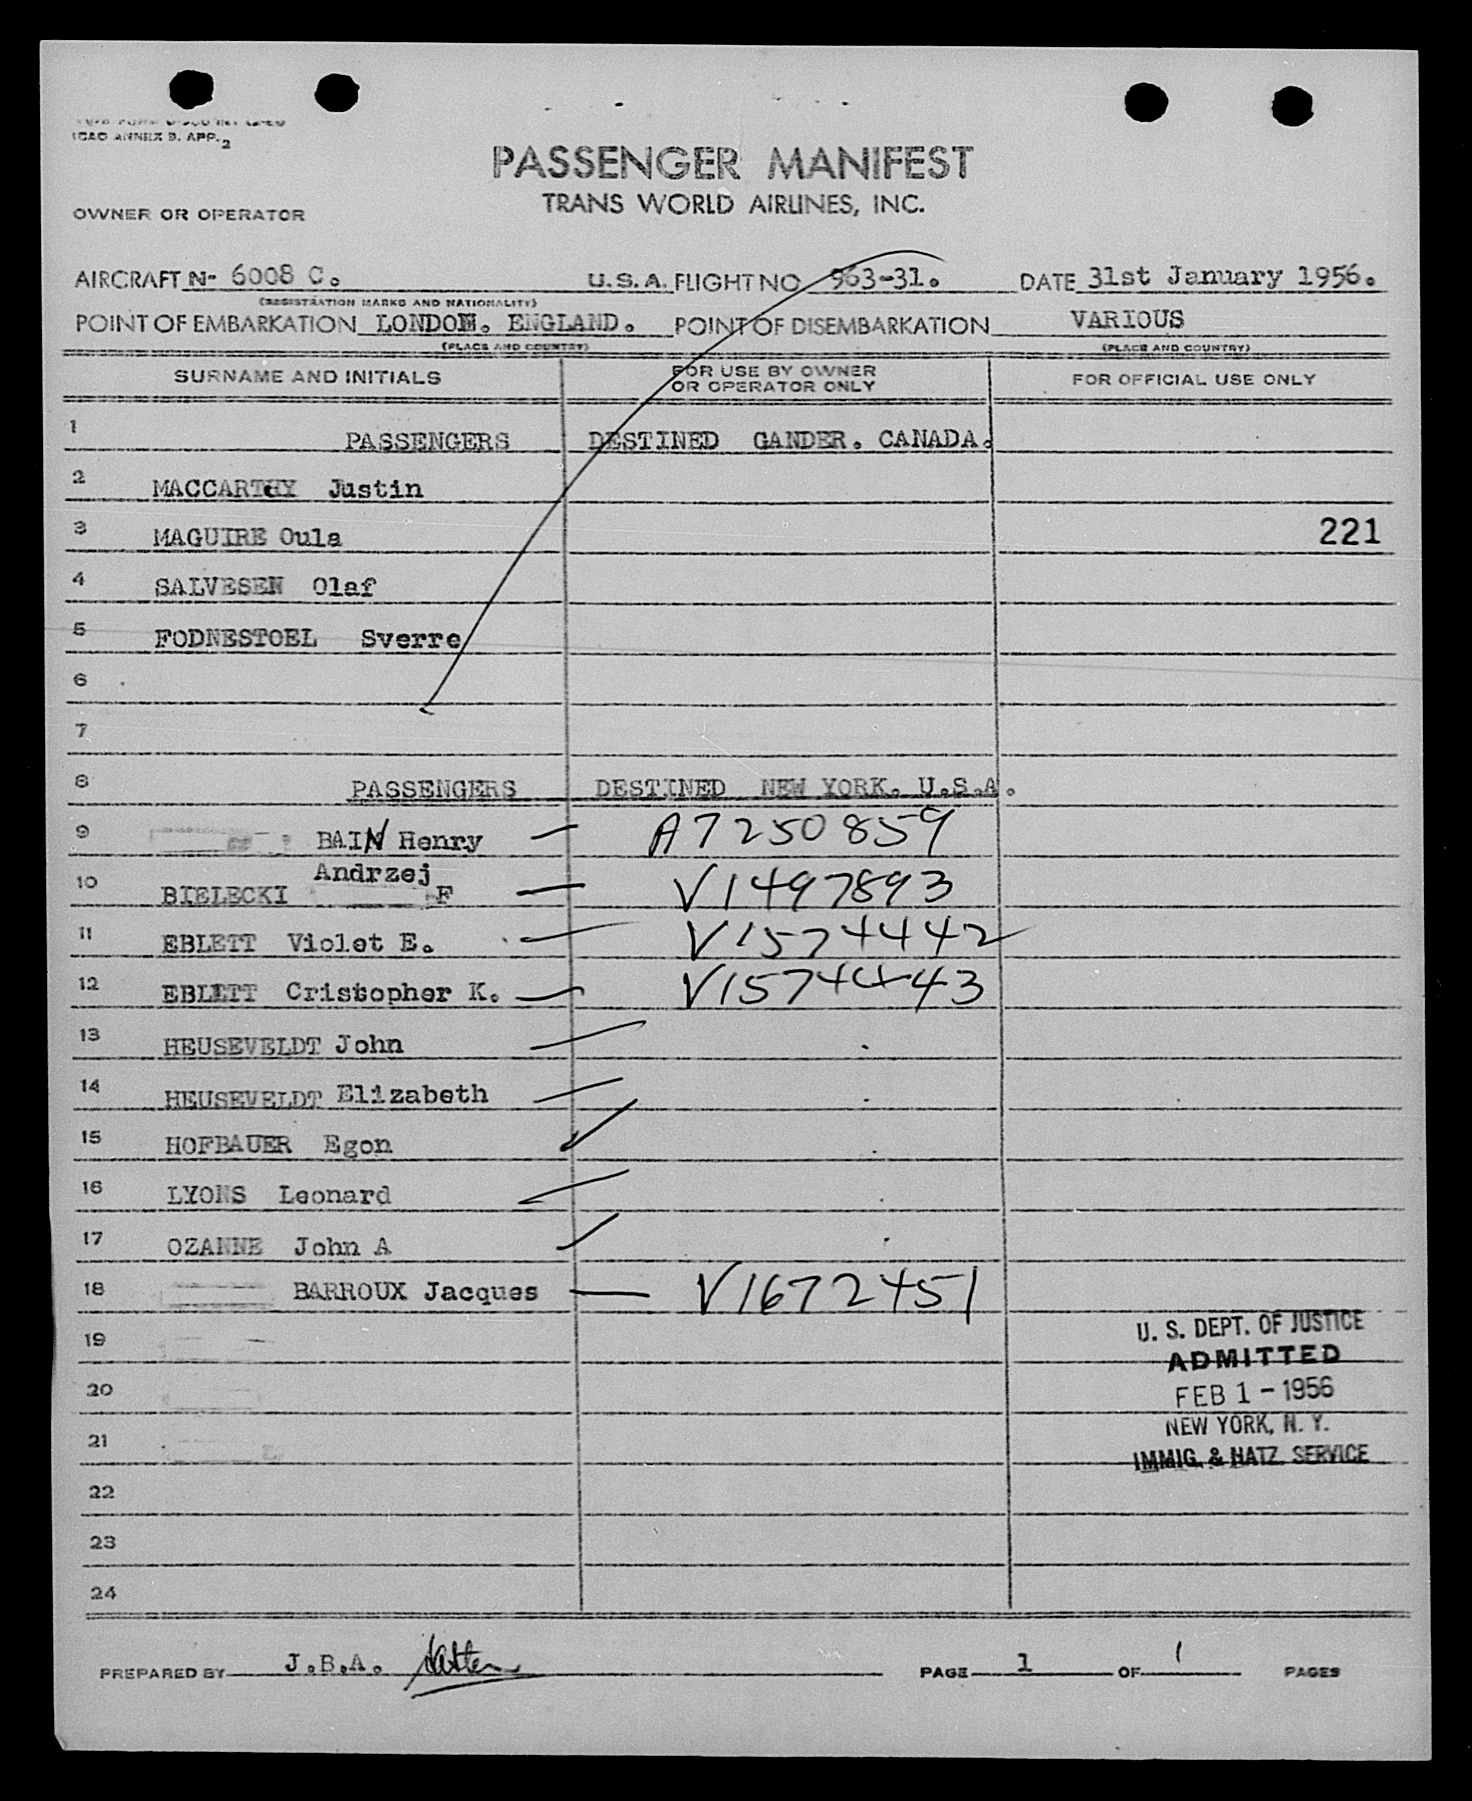 ICAO ANNEX 9. APP. 2
PASSENGER MANIFEST
TRANS WORLD AIRLINES, INC.
OWNER OR OPERATOR
AIRCRAFT N- 6008 C. U.S.A. FLIGHT NO 963-31. DATE 31st January 1956.
(REGISTRATION MARKS AND NATIONALITY)
POINT OF EMBARKATION LONDON. ENGLAND. POINT OF DISEMBARKATION VARIOUS
(PLACE AND COUNTRY) (PLACE AND COUNTRY)
SURNAME AND INITIALS FOR USE BY OWNER OR OPERATOR ONLY FOR OFFICIAL USE ONLY
1 PASSENGERS DESTINED GANDER. CANADA.
2 MACCARTHY Justin
3 MAGUIRE Oula 221
4 SALVESEN Olaf
5 FODNESTOEL Sverre
6
7
8 PASSENGERS DESTINED NEW YORK. U.S.A.
9 BAIN Henry A7250859
10 BIELECKI Andrzej F V1497893
11 EBLETT Violet E. V1574442
12 EBLETT Cristopher K. V1574443
13 HEUSEVELDT John
14 HEUSEVELDT Elizabeth
15 HOFBAUER Egon
16 LYONS Leonard
17 OZANNE John A
18 BARROUX Jacques V1672451
19 U. S. DEPT. OF JUSTICE
ADMITTED
20 FEB 1 - 1956
21 NEW YORK, N. Y.
IMMIG. & NATZ. SERVICE
22
23
24
PREPARED BY J.B.A. PAGE 1 OF 1 PAGES